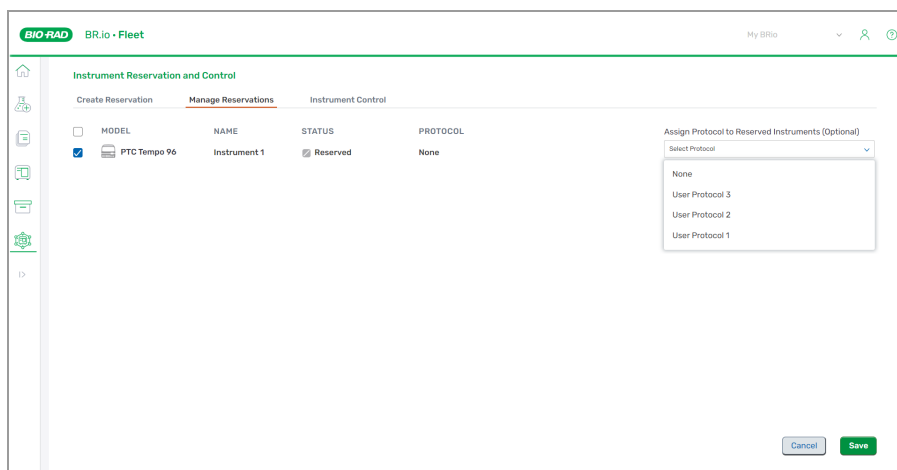 BIO-RAD BR.io • Fleet My BRio
Instrument Reservation and Control
Create Reservation Manage Reservations Instrument Control
MODEL NAME STATUS PROTOCOL Assign Protocol to Reserved Instruments (Optional)
PTC Tempo 96 Instrument 1 Reserved None Select Protocol
None
User Protocol 3
User Protocol 2
User Protocol 1
Cancel Save